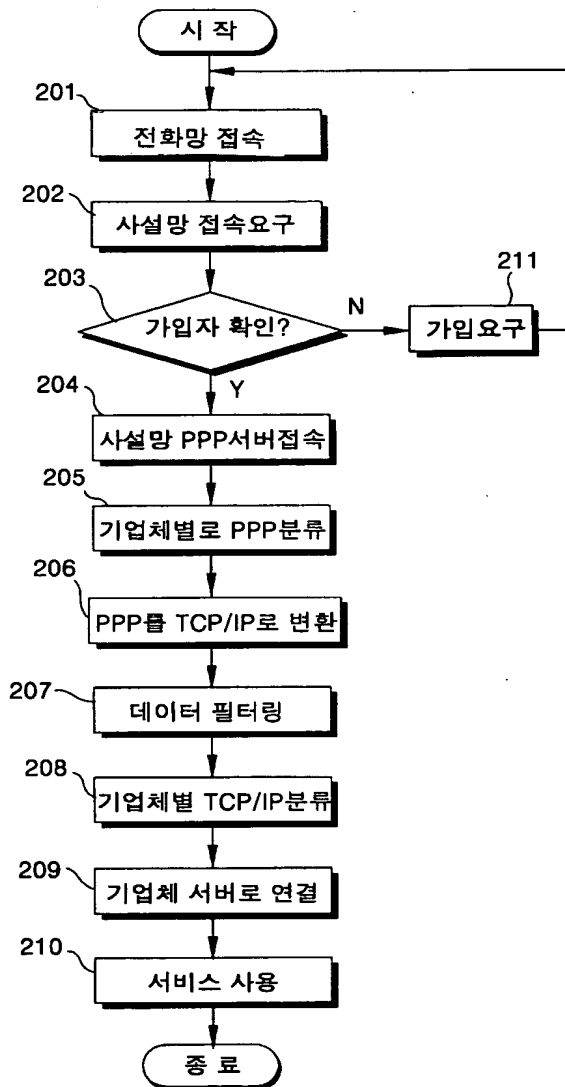 시 작
201
전화망 접속
202
사설망 접속요구
203
가입자 확인?
N
211
가입요구
Y
204
사설망 PPP서버접속
205
기업체별로 PPP분류
206
PPP를 TCP/IP로 변환
207
데이터 필터링
208
기업체별 TCP/IP분류
209
기업체 서버로 연결
210
서비스 사용
종 료